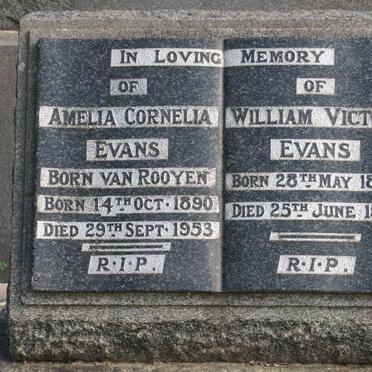 IN LOVING MEMORY
OF
AMELIA CORNELIA
EVANS
BORN VAN ROOYEN
BORN 14TH OCT. 1890
DIED 29TH SEPT. 1953
R.I.P.
OF
WILLIAM VICT
EVANS
BORN 28TH MAY 18
DIED 25TH JUNE 1
R.I.P.